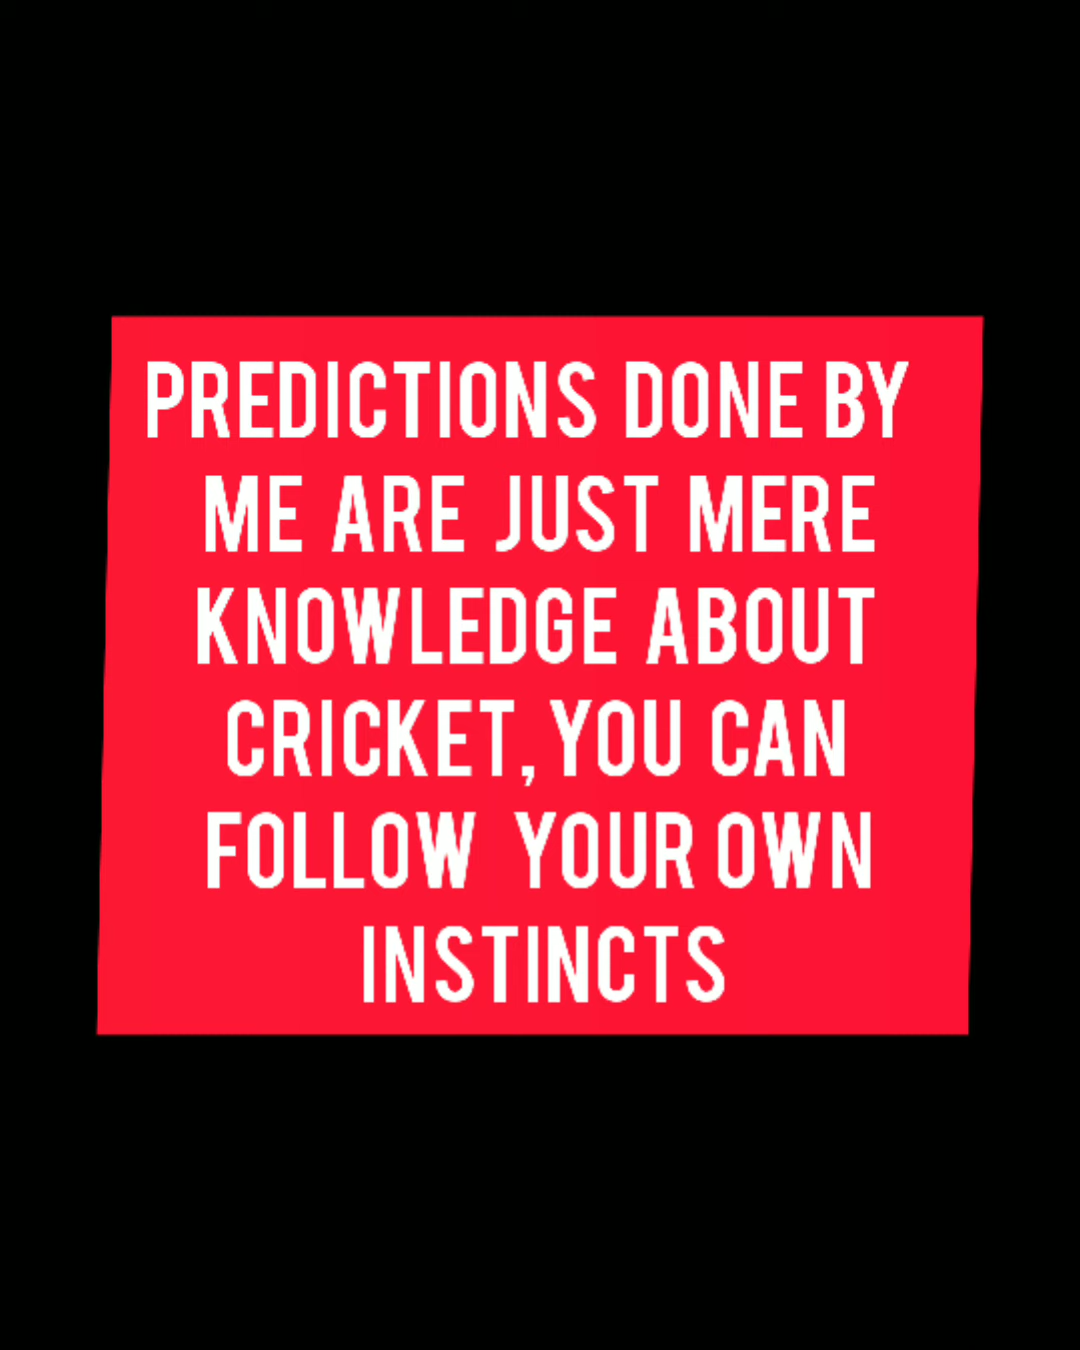 PREDICTIONS DONE BY
ME ARE JUST MERE
KNOWLEDGE ABOUT
CRICKET,YOU CAN
FOLLOW YOUR OWN
INSTINCTS